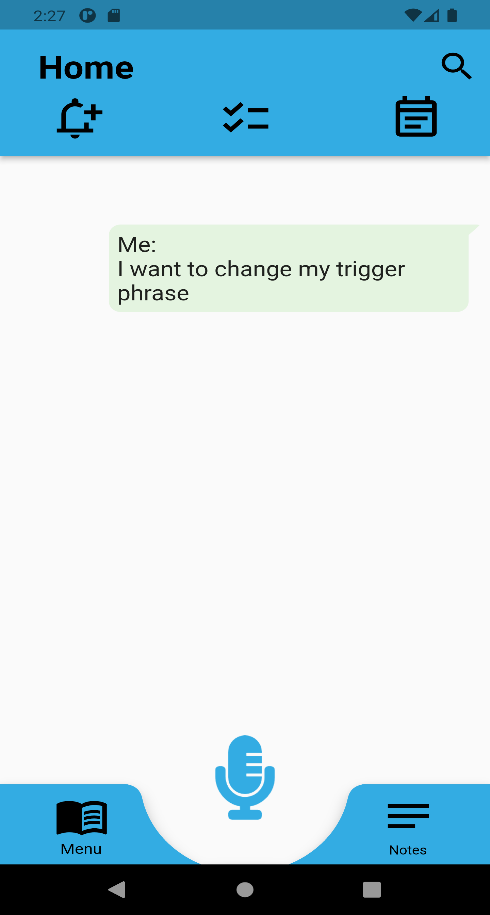 2:27
Home
Me:
I want to change my trigger
phrase
Menu
Notes